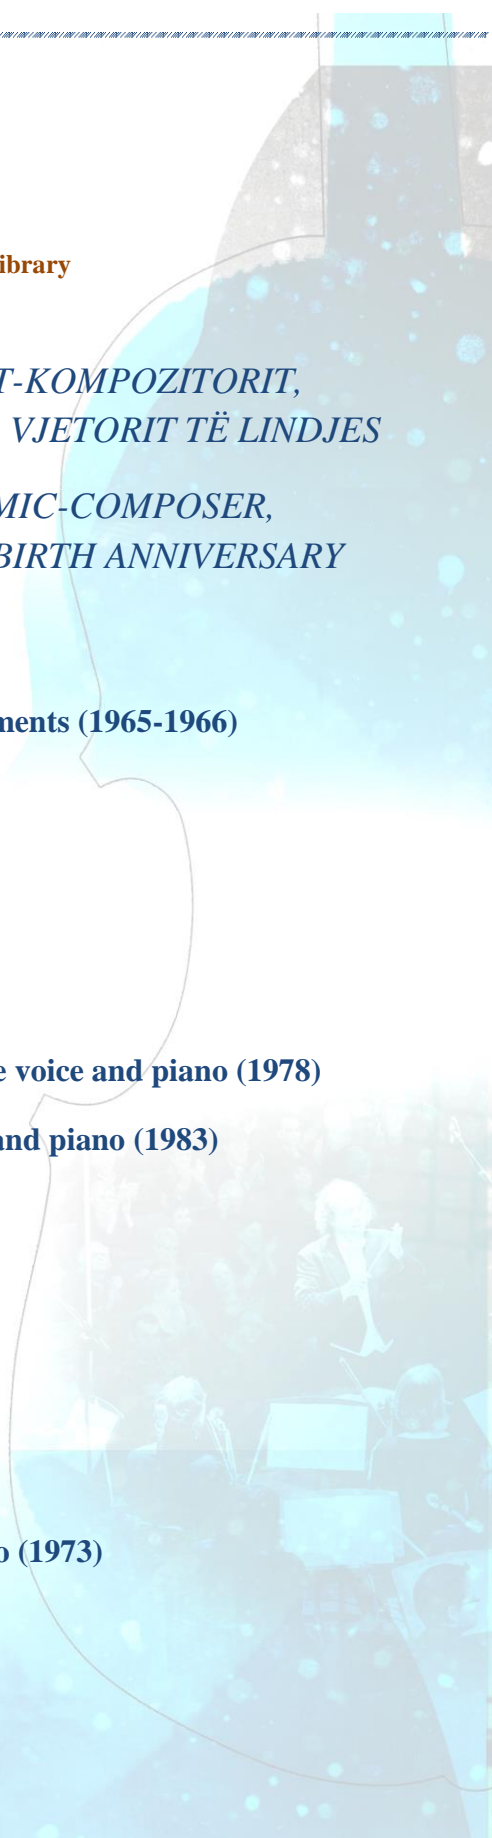 ibrary
T-KOMPOZITORIT,
VJETORIT TË LINDJES
MIC-COMPOSER,
BIRTH ANNIVERSARY
ments (1965-1966)
e voice and piano (1978)
and piano (1983)
o (1973)